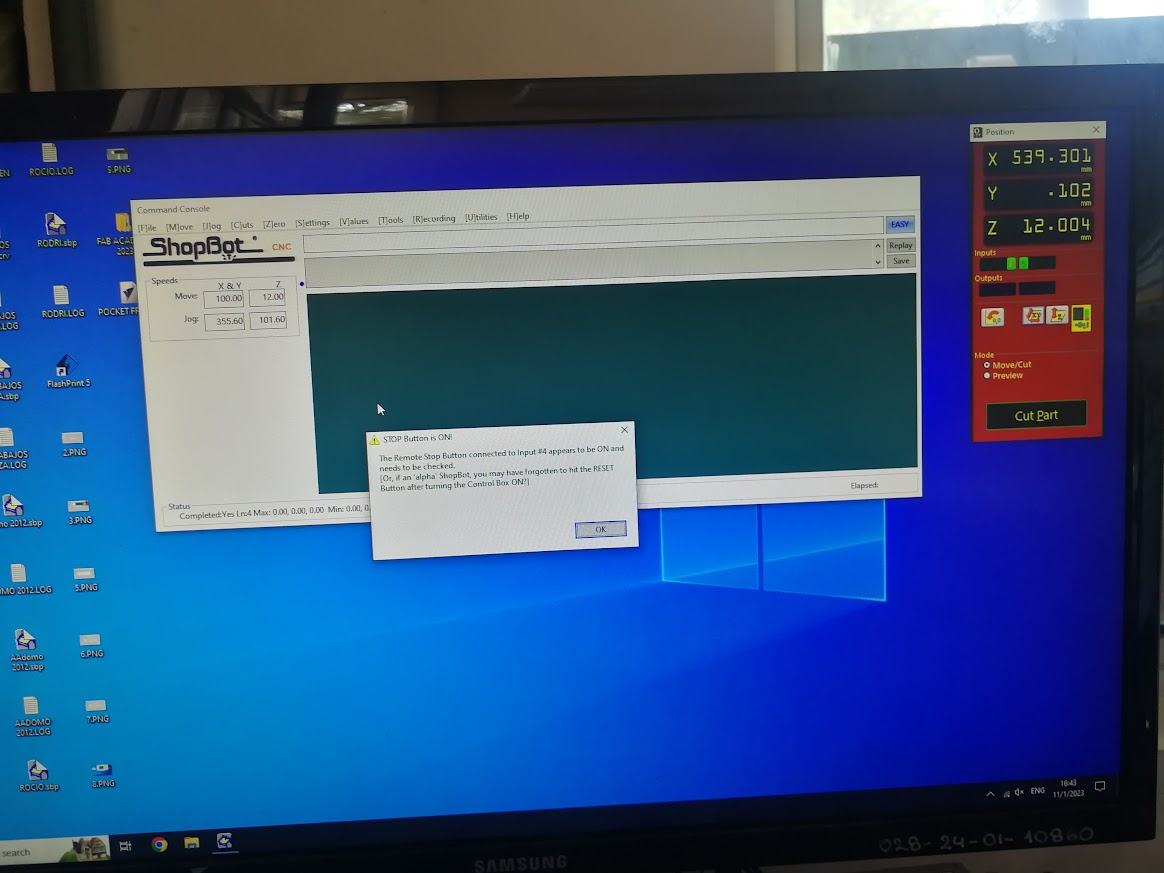 ROCIO.LOG
5.PNG
RODRI.sbp
FAB ACA
2023
RODRI.LOG
POCKET FR
FlashPrint 5
2.PNG
3.PNG
5.PNG
6.PNG
7.PNG
8.PNG
AAdomo
2012.sbp
AADOMO
2012.LOG
ROCIO.sbp
MO 2012.LOG
mo 2012.sbp
Command Console
[F]ile [M]ove [J]og [C]uts [Z]ero [S]ettings [V]alues [T]ools [R]ecording [U]tilities [H]elp
ShopBot CNC
EASY
Replay
Save
Speeds
X & Y Z
Move: 100.00 12.00
Jog: 355.60 101.60
Status
Completed:Yes Ln:4 Max: 0.00, 0.00, 0.00 Min: 0.00, 0.
Elapsed:
STOP Button is ON!
The Remote Stop Button connected to Input #4 appears to be ON and
needs to be checked.
[Or, if an 'alpha' ShopBot, you may have forgotten to hit the RESET
Button after turning the Control Box ON?]
OK
Position
X 539.301
mm
Y .102
mm
Z 12.004
mm
Inputs
Outputs
Mode
Move/Cut
Preview
Cut Part
search
ENG
16:43
11/1/2023
SAMSUNG
028-24-01-10860